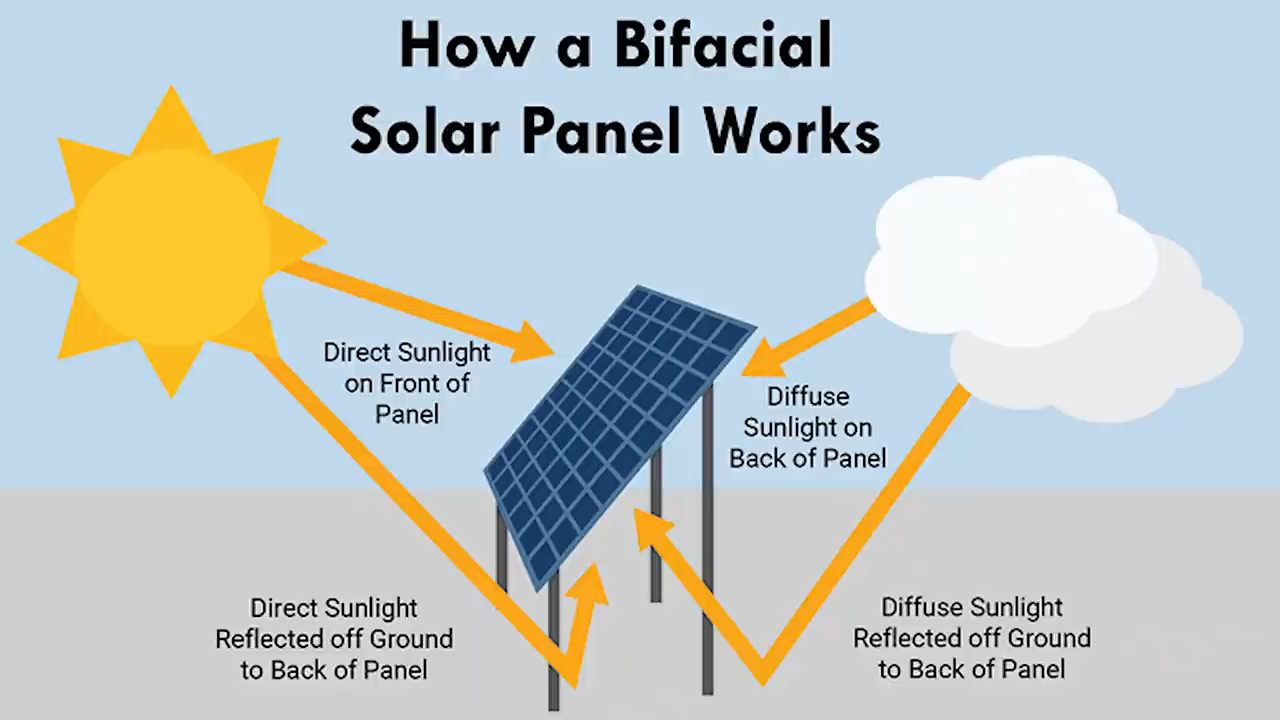 How a Bifacial
Solar Panel Works
Direct Sunlight
on Front of
Panel
Diffuse
Sunlight on
Back of Panel
Direct Sunlight
Reflected off Ground
to Back of Panel
Diffuse Sunlight
Reflected off Ground
to Back of Panel